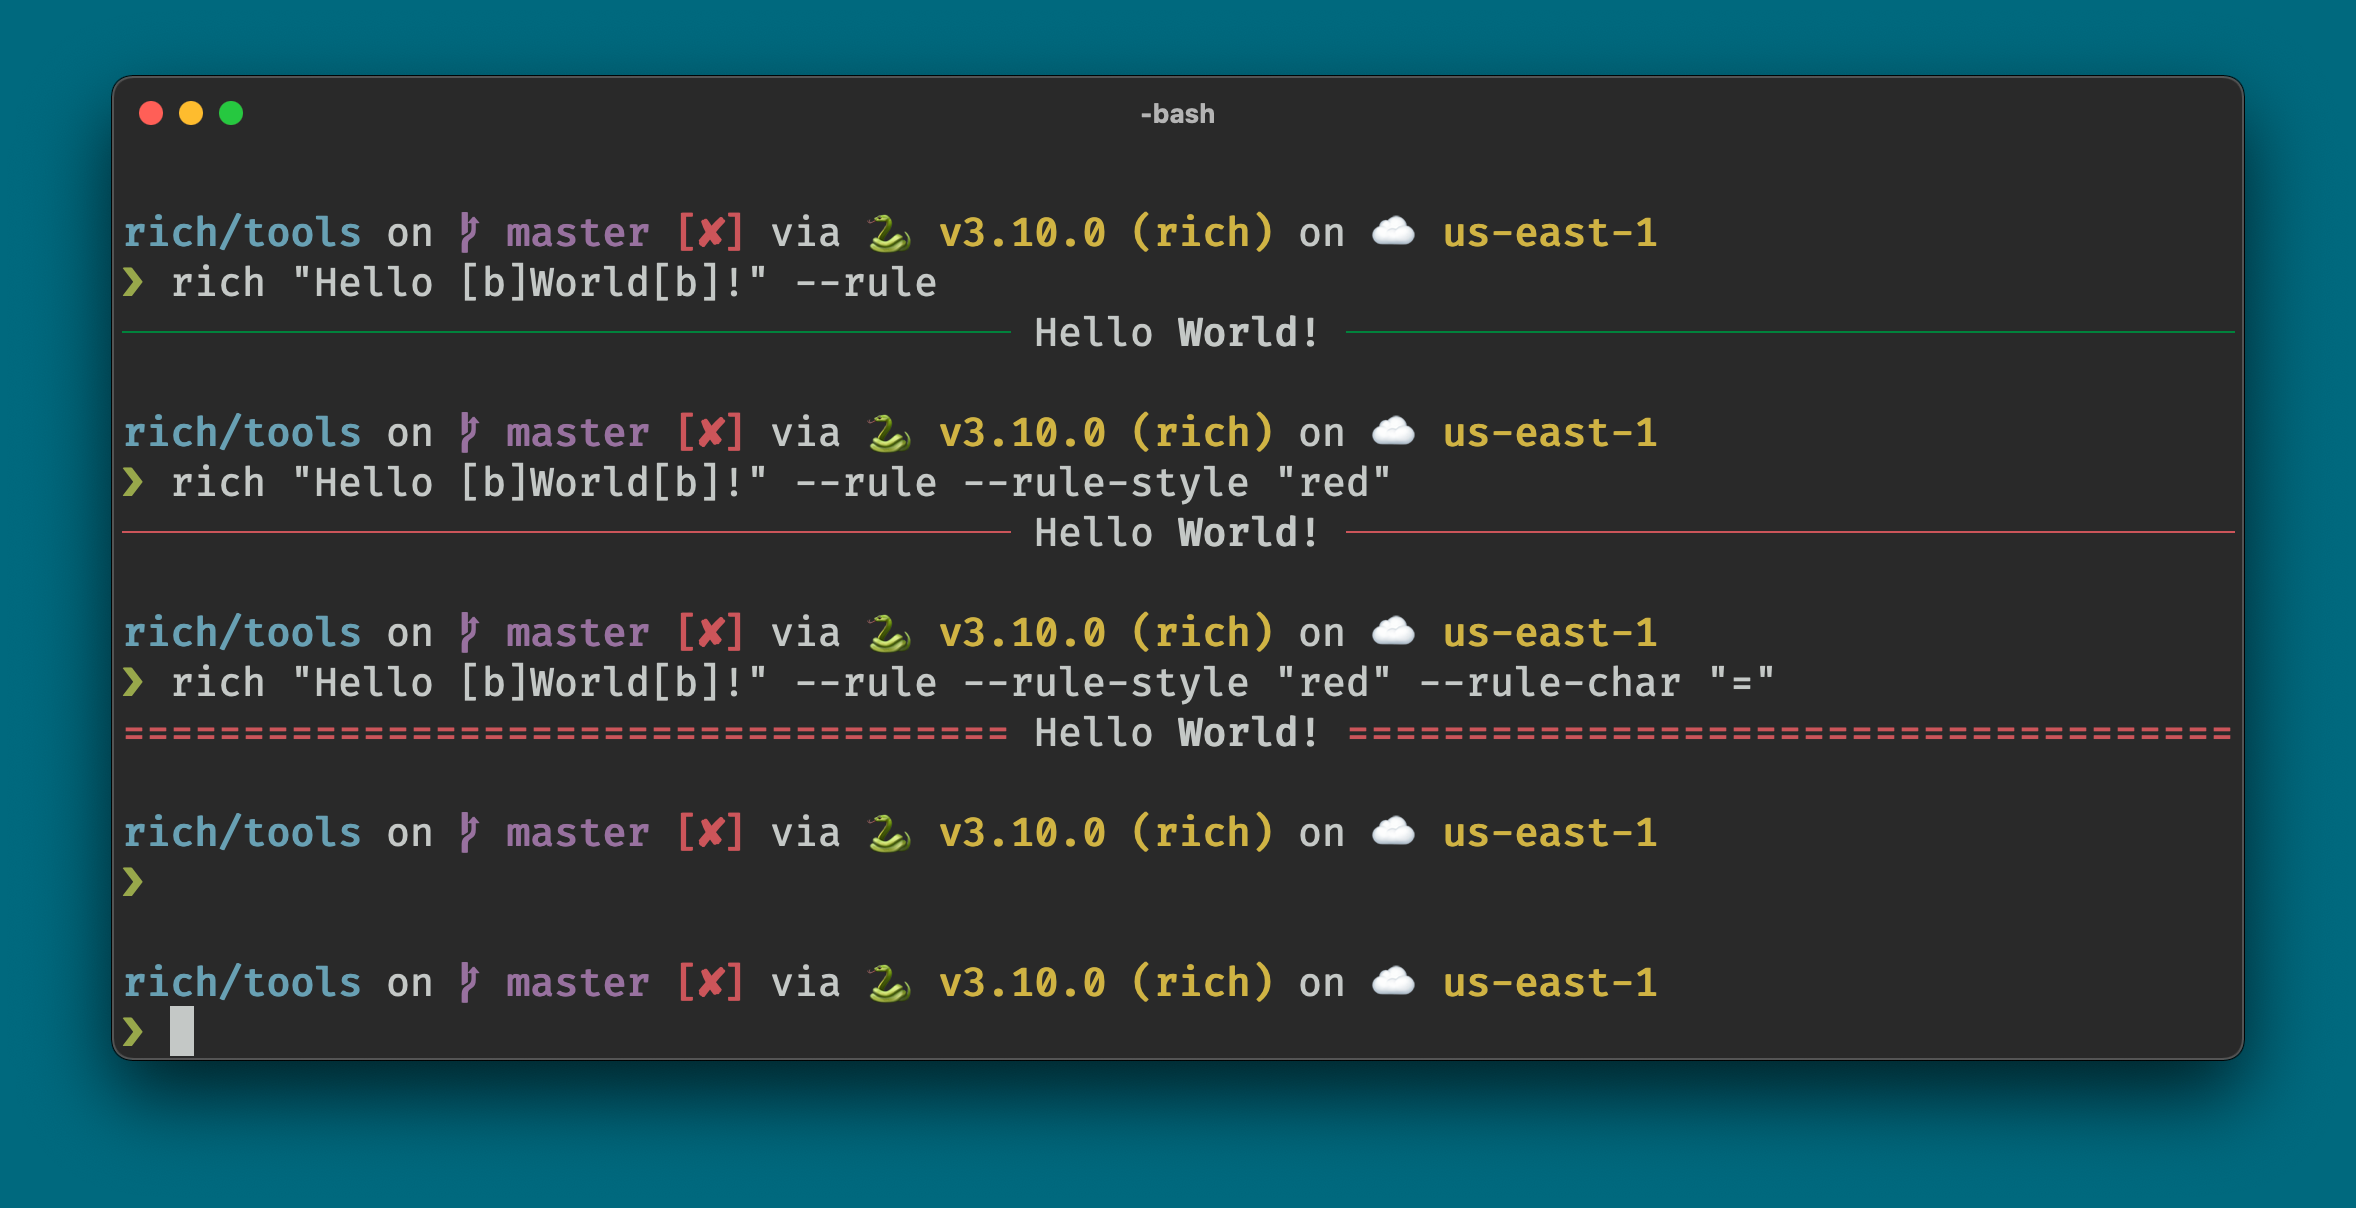 -bash
rich/tools on master [✘] via 🐍 v3.10.0 (rich) on ☁️ us-east-1
❯ rich "Hello [b]World[b]!" --rule
Hello World!
rich/tools on master [✘] via 🐍 v3.10.0 (rich) on ☁️ us-east-1
❯ rich "Hello [b]World[b]!" --rule --rule-style "red"
Hello World!
rich/tools on master [✘] via 🐍 v3.10.0 (rich) on ☁️ us-east-1
❯ rich "Hello [b]World[b]!" --rule --rule-style "red" --rule-char "="
===================================== Hello World! =====================================
rich/tools on master [✘] via 🐍 v3.10.0 (rich) on ☁️ us-east-1
❯
rich/tools on master [✘] via 🐍 v3.10.0 (rich) on ☁️ us-east-1
❯